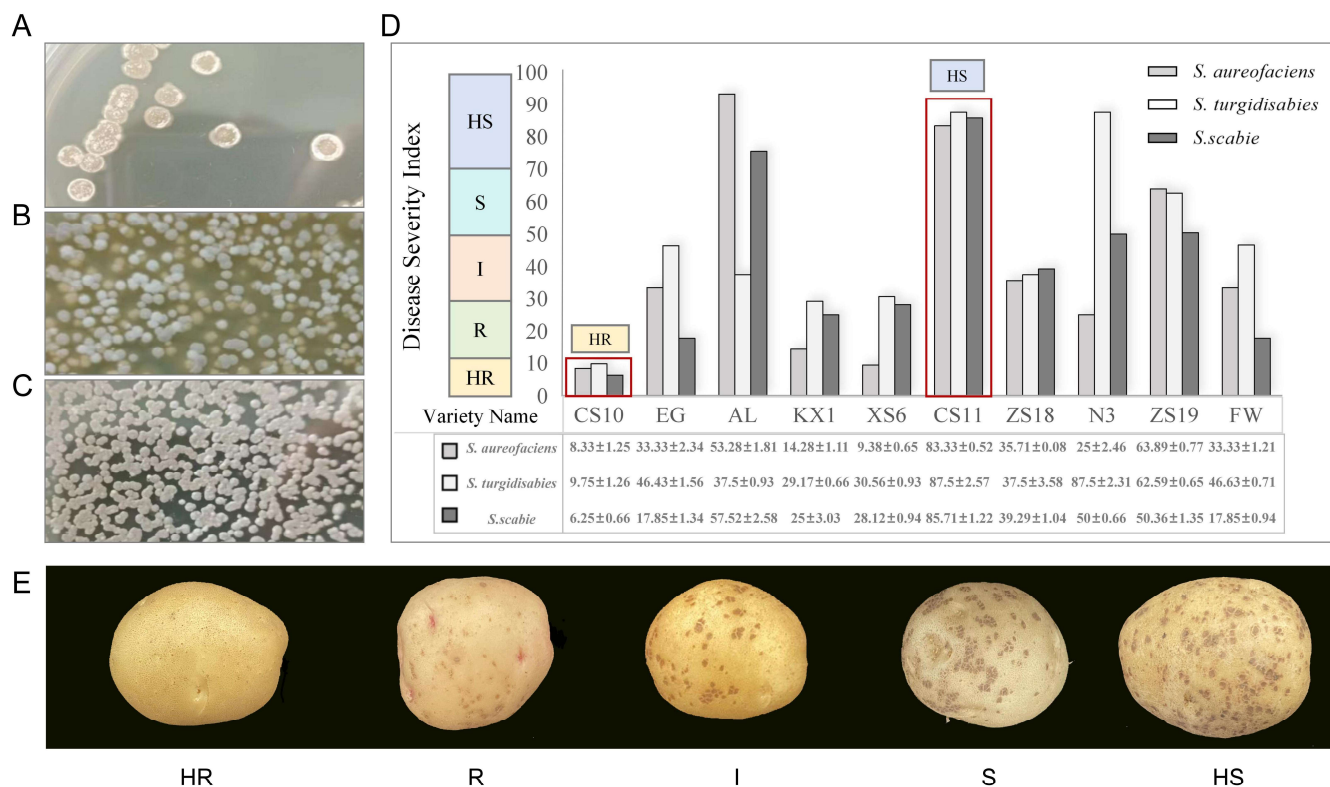 A
B
C
D
Disease Severity Index
HS
S
I
R
HR
100
90
80
70
60
50
40
30
20
10
0
HR
HS
S. aureofaciens
S. turgidisabies
S.scabie
Variety Name CS10 EG AL KX1 XS6 CS11 ZS18 N3 ZS19 FW
S. aureofaciens 8.33±1.25 33.33±2.34 53.28±1.81 14.28±1.11 9.38±0.65 83.33±0.52 35.71±0.08 25±2.46 63.89±0.77 33.33±1.21
S. turgidisabies 9.75±1.26 46.43±1.56 37.5±0.93 29.17±0.66 30.56±0.93 87.5±2.57 37.5±3.58 87.5±2.31 62.59±0.65 46.63±0.71
S.scabie 6.25±0.66 17.85±1.34 57.52±2.58 25±3.03 28.12±0.94 85.71±1.22 39.29±1.04 50±0.66 50.36±1.35 17.85±0.94
E
HR R I S HS